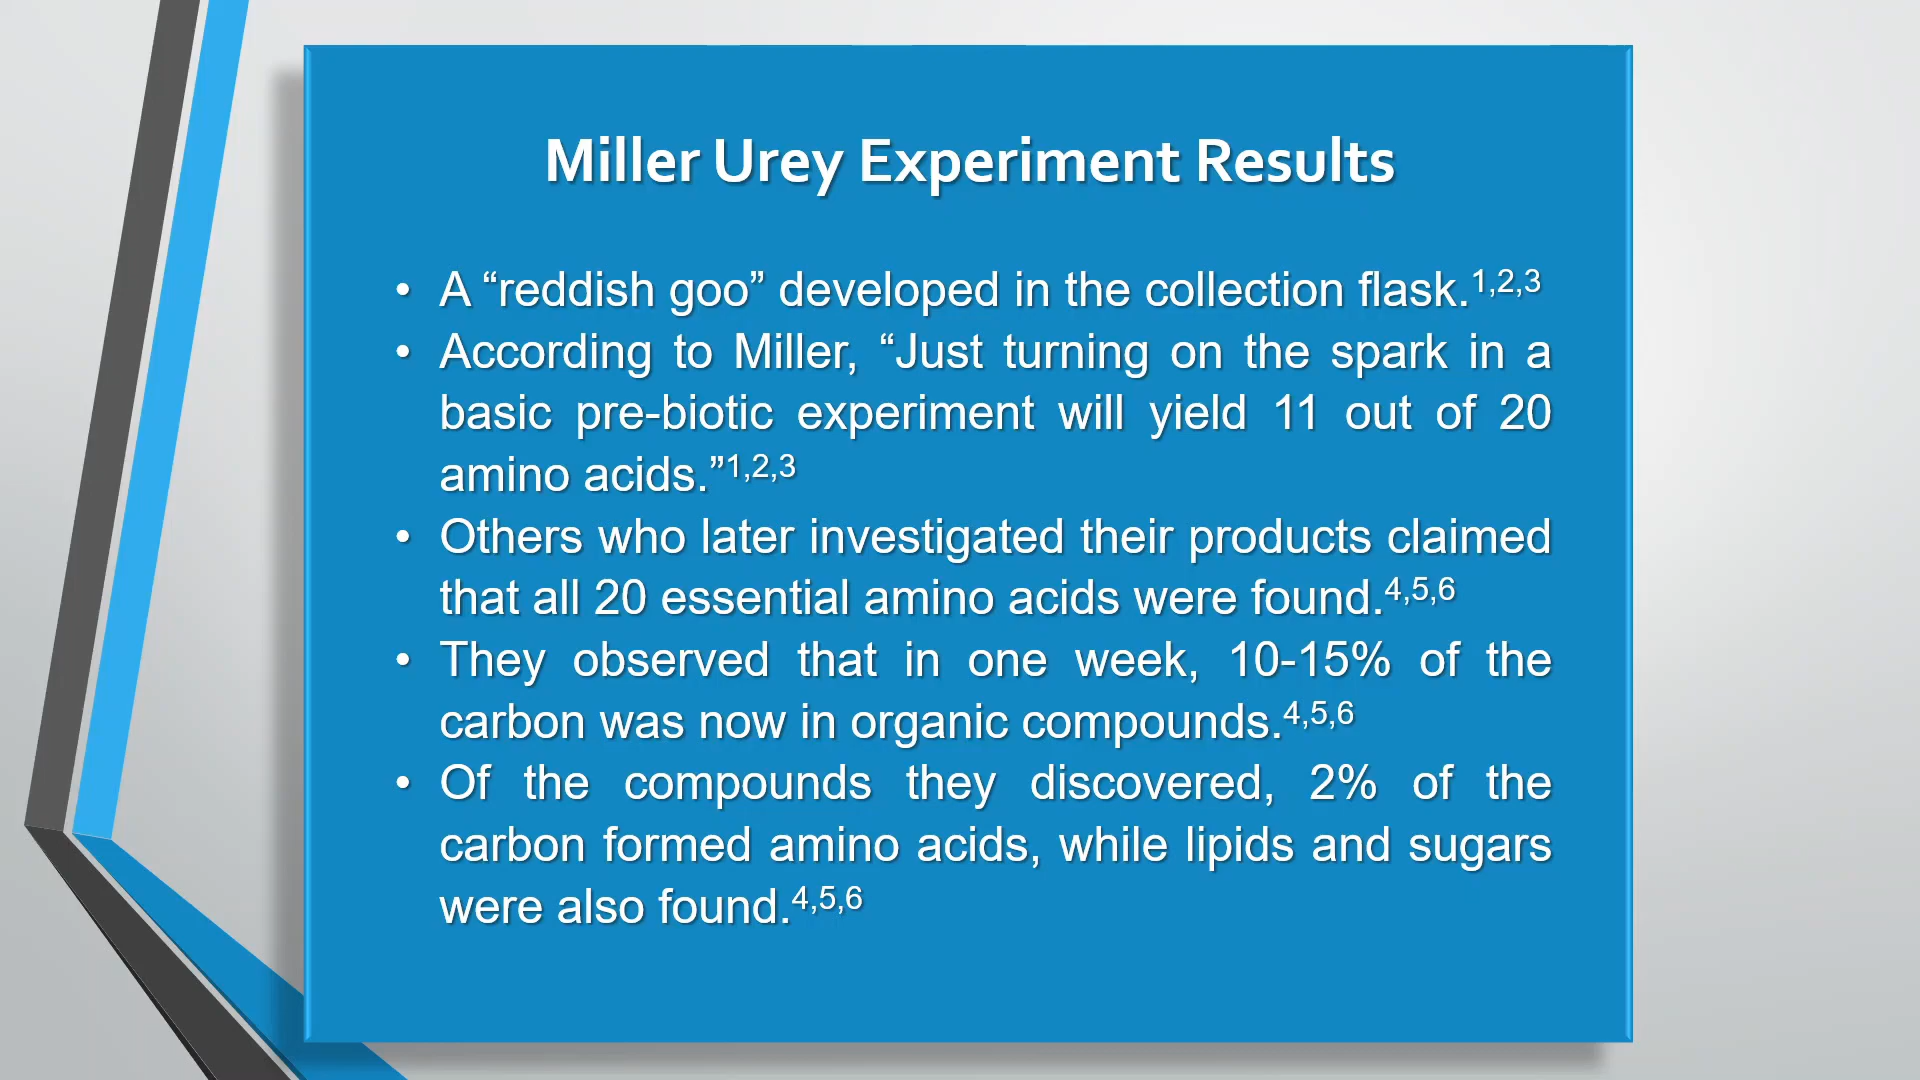 Miller Urey Experiment Results
• A “reddish goo” developed in the collection flask.1,2,3
• According to Miller, “Just turning on the spark in a
basic pre-biotic experiment will yield 11 out of 20
amino acids.”1,2,3
• Others who later investigated their products claimed
that all 20 essential amino acids were found.4,5,6
• They observed that in one week, 10-15% of the
carbon was now in organic compounds.4,5,6
• Of the compounds they discovered, 2% of the
carbon formed amino acids, while lipids and sugars
were also found.4,5,6